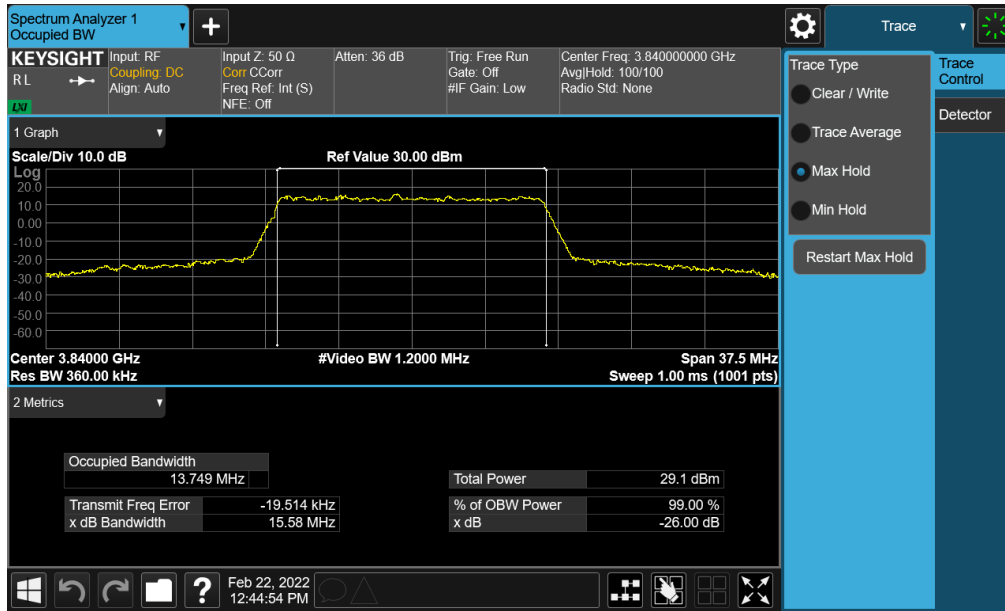 Spectrum Analyzer 1
Occupied BW
+
Trace
KEYSIGHT
R L
LXI
Input: RF
Coupling: DC
Align: Auto
Input Z: 50 Ω
Corr CCorr
Freq Ref: Int (S)
NFE: Off
Atten: 36 dB
Trig: Free Run
Gate: Off
#IF Gain: Low
Center Freq: 3.840000000 GHz
Avg|Hold: 100/100
Radio Std: None
Trace Type
Clear / Write
Trace Average
Max Hold
Min Hold
Restart Max Hold
Trace
Control
Detector
1 Graph
Scale/Div 10.0 dB
Ref Value 30.00 dBm
Log
20.0
10.0
0.00
-10.0
-20.0
-30.0
-40.0
-50.0
-60.0
Center 3.84000 GHz
#Video BW 1.2000 MHz
Span 37.5 MHz
Res BW 360.00 kHz
Sweep 1.00 ms (1001 pts)
2 Metrics
Occupied Bandwidth
13.749 MHz
Total Power 29.1 dBm
Transmit Freq Error -19.514 kHz
% of OBW Power 99.00 %
x dB Bandwidth 15.58 MHz
x dB -26.00 dB
?
Feb 22, 2022
12:44:54 PM